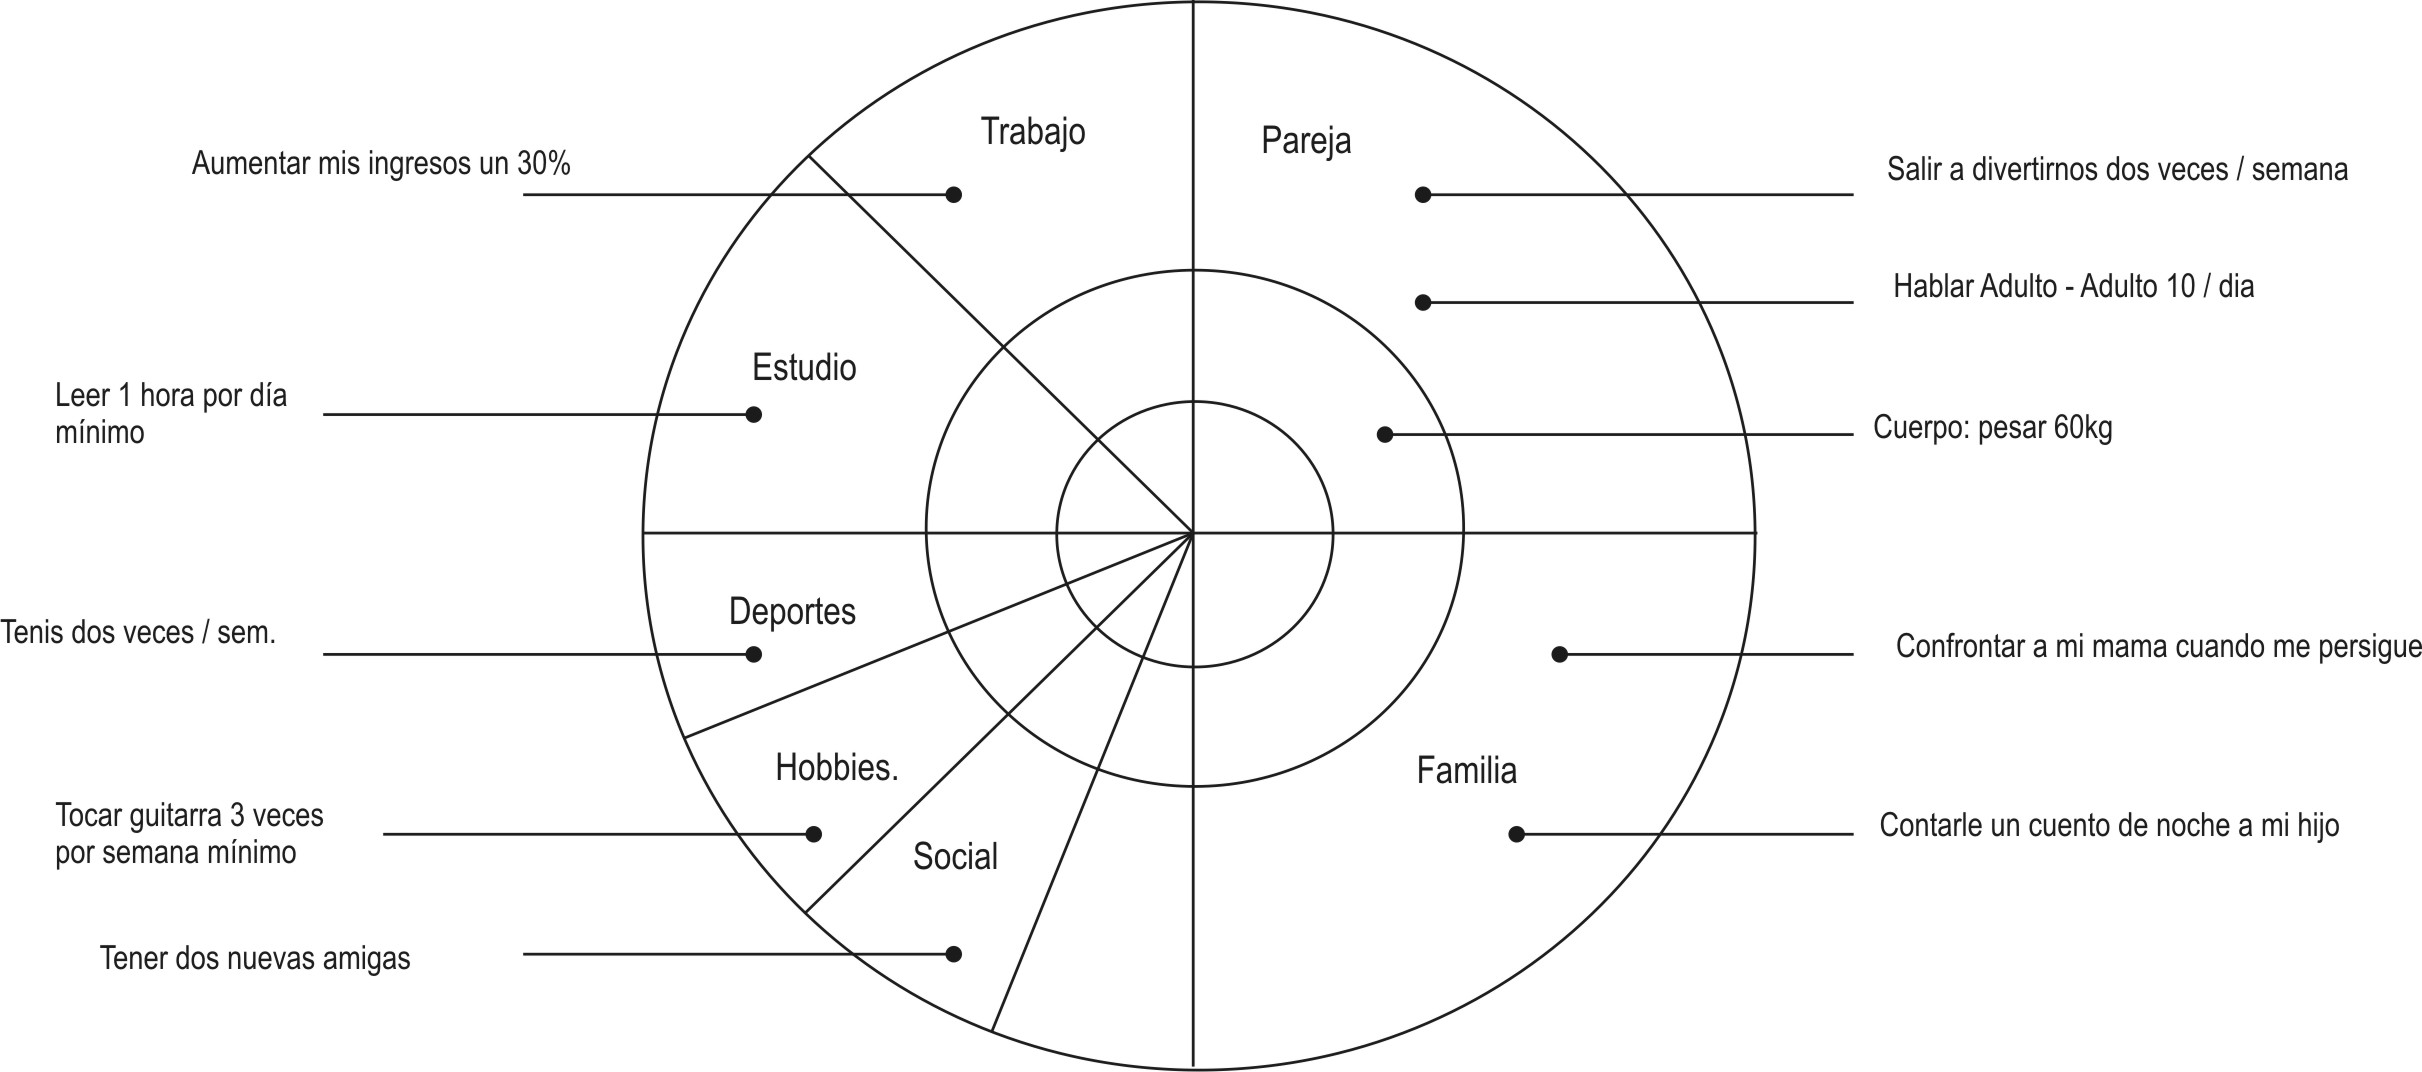 Trabajo
Pareja
Aumentar mis ingresos un 30%
Salir a divertirnos dos veces / semana
Hablar Adulto - Adulto 10 / dia
Estudio
Leer 1 hora por día
mínimo
Cuerpo: pesar 60kg
Deportes
Tenis dos veces / sem.
Confrontar a mi mama cuando me persigue
Hobbies.
Familia
Tocar guitarra 3 veces
por semana mínimo
Contarle un cuento de noche a mi hijo
Social
Tener dos nuevas amigas